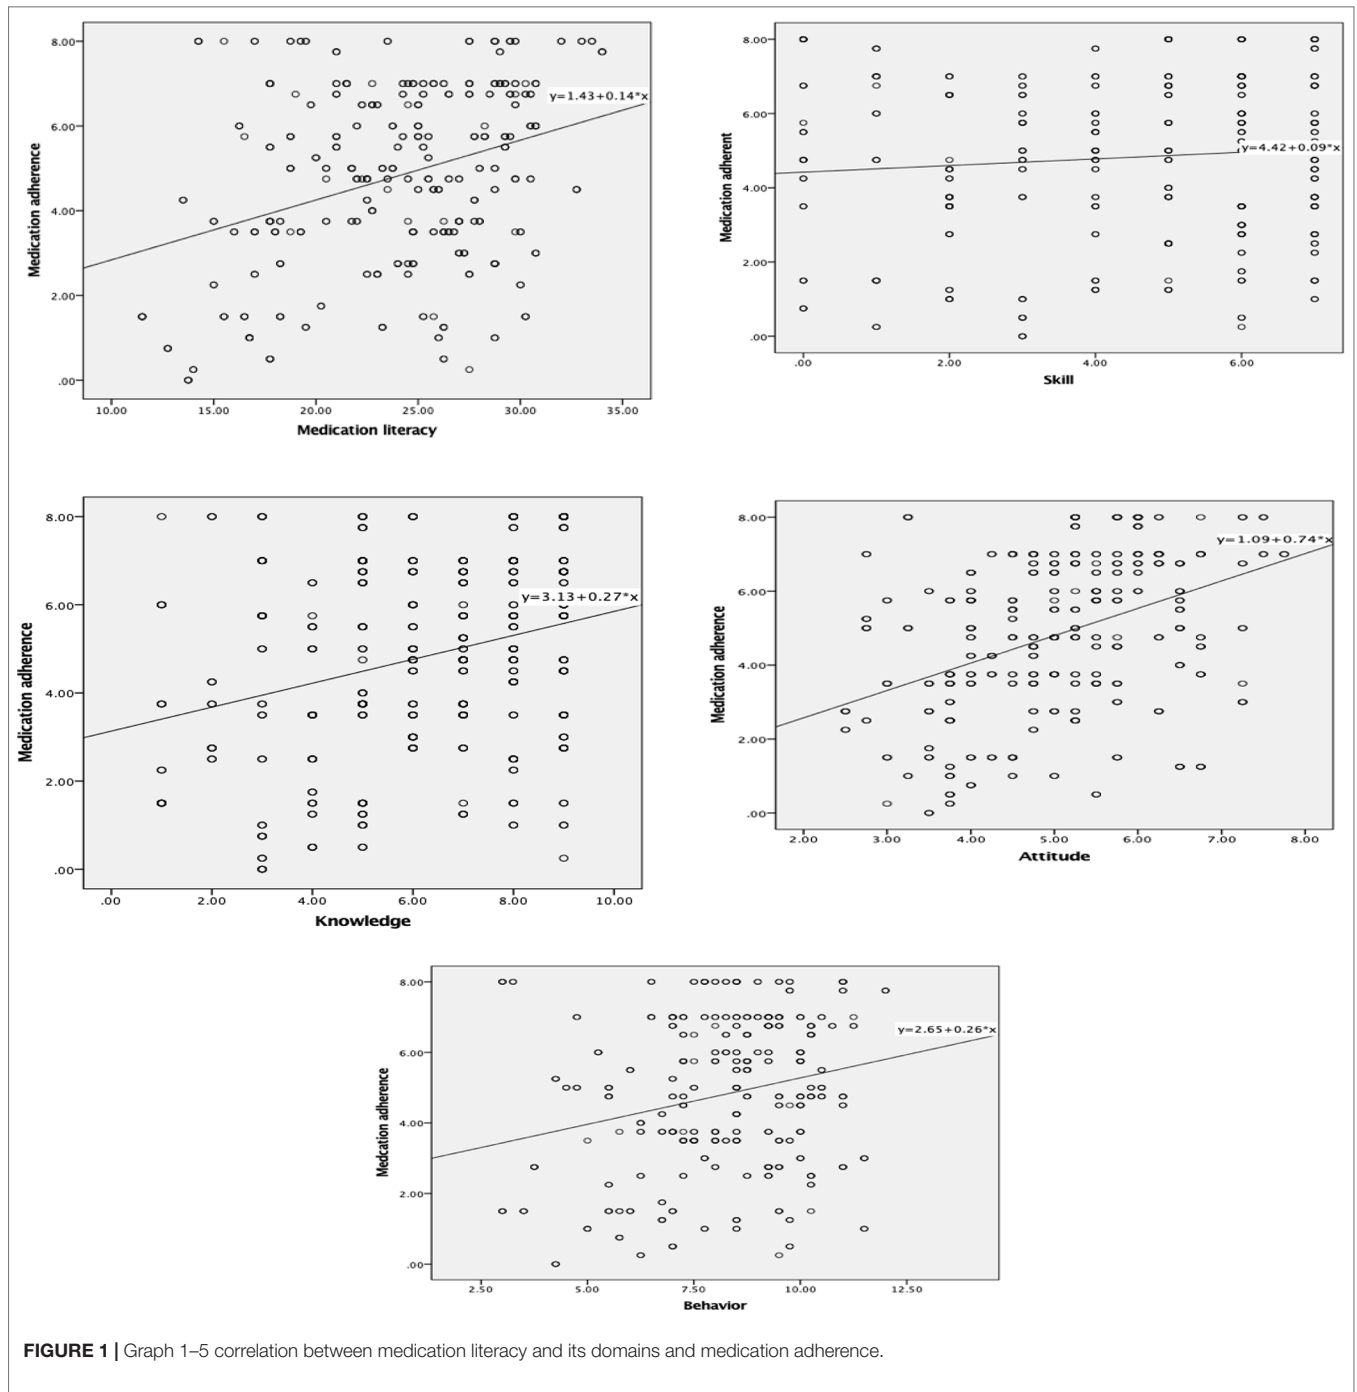 8.00
6.00
4.00
2.00
.00
Medication adherence
y=1.43+0.14*x
10.00 15.00 20.00 25.00 30.00 35.00
Medication literacy
8.00
6.00
4.00
2.00
.00
Medication adherent
y=4.42+0.09*x
.00 2.00 4.00 6.00
Skill
8.00
6.00
4.00
2.00
.00
Medication adherence
y=3.13+0.27*x
.00 2.00 4.00 6.00 8.00 10.00
Knowledge
8.00
6.00
4.00
2.00
.00
Medication adherence
y=1.09+0.74*x
2.00 3.00 4.00 5.00 6.00 7.00 8.00
Attitude
8.00
6.00
4.00
2.00
.00
Medcation adherence
y=2.65+0.26*x
2.50 5.00 7.50 10.00 12.50
Behavior
FIGURE 1 | Graph 1–5 correlation between medication literacy and its domains and medication adherence.